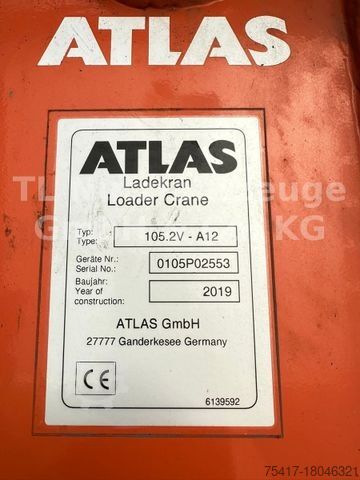 ATLAS
ATLAS
Ladekran
Loader Crane
Typ:
Type:
105.2V - A12
Geräte Nr.:
Serial No.:
0105P02553
Baujahr:
Year of
construction:
2019
ATLAS GmbH
27777 Ganderkesee Germany
CE
6139592
75417-18046321